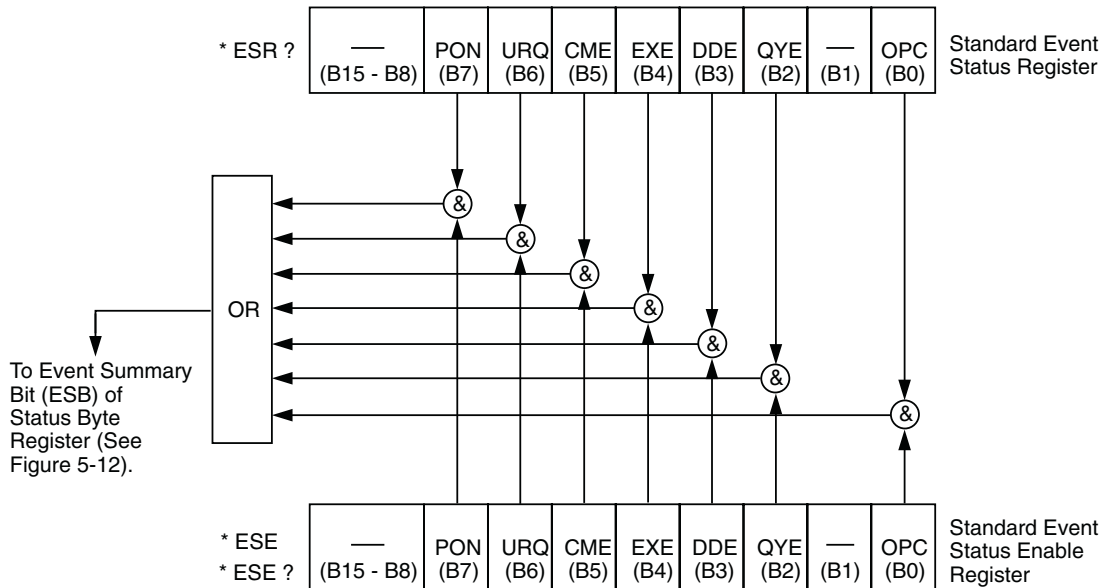 * ESR ?
— PON URQ CME EXE DDE QYE — OPC
(B15 - B8) (B7) (B6) (B5) (B4) (B3) (B2) (B1) (B0)
Standard Event
Status Register
&
&
&
&
&
&
&
OR
To Event Summary
Bit (ESB) of
Status Byte
Register (See
Figure 5-12).
* ESE
* ESE ?
— PON URQ CME EXE DDE QYE — OPC
(B15 - B8) (B7) (B6) (B5) (B4) (B3) (B2) (B1) (B0)
Standard Event
Status Enable
Register